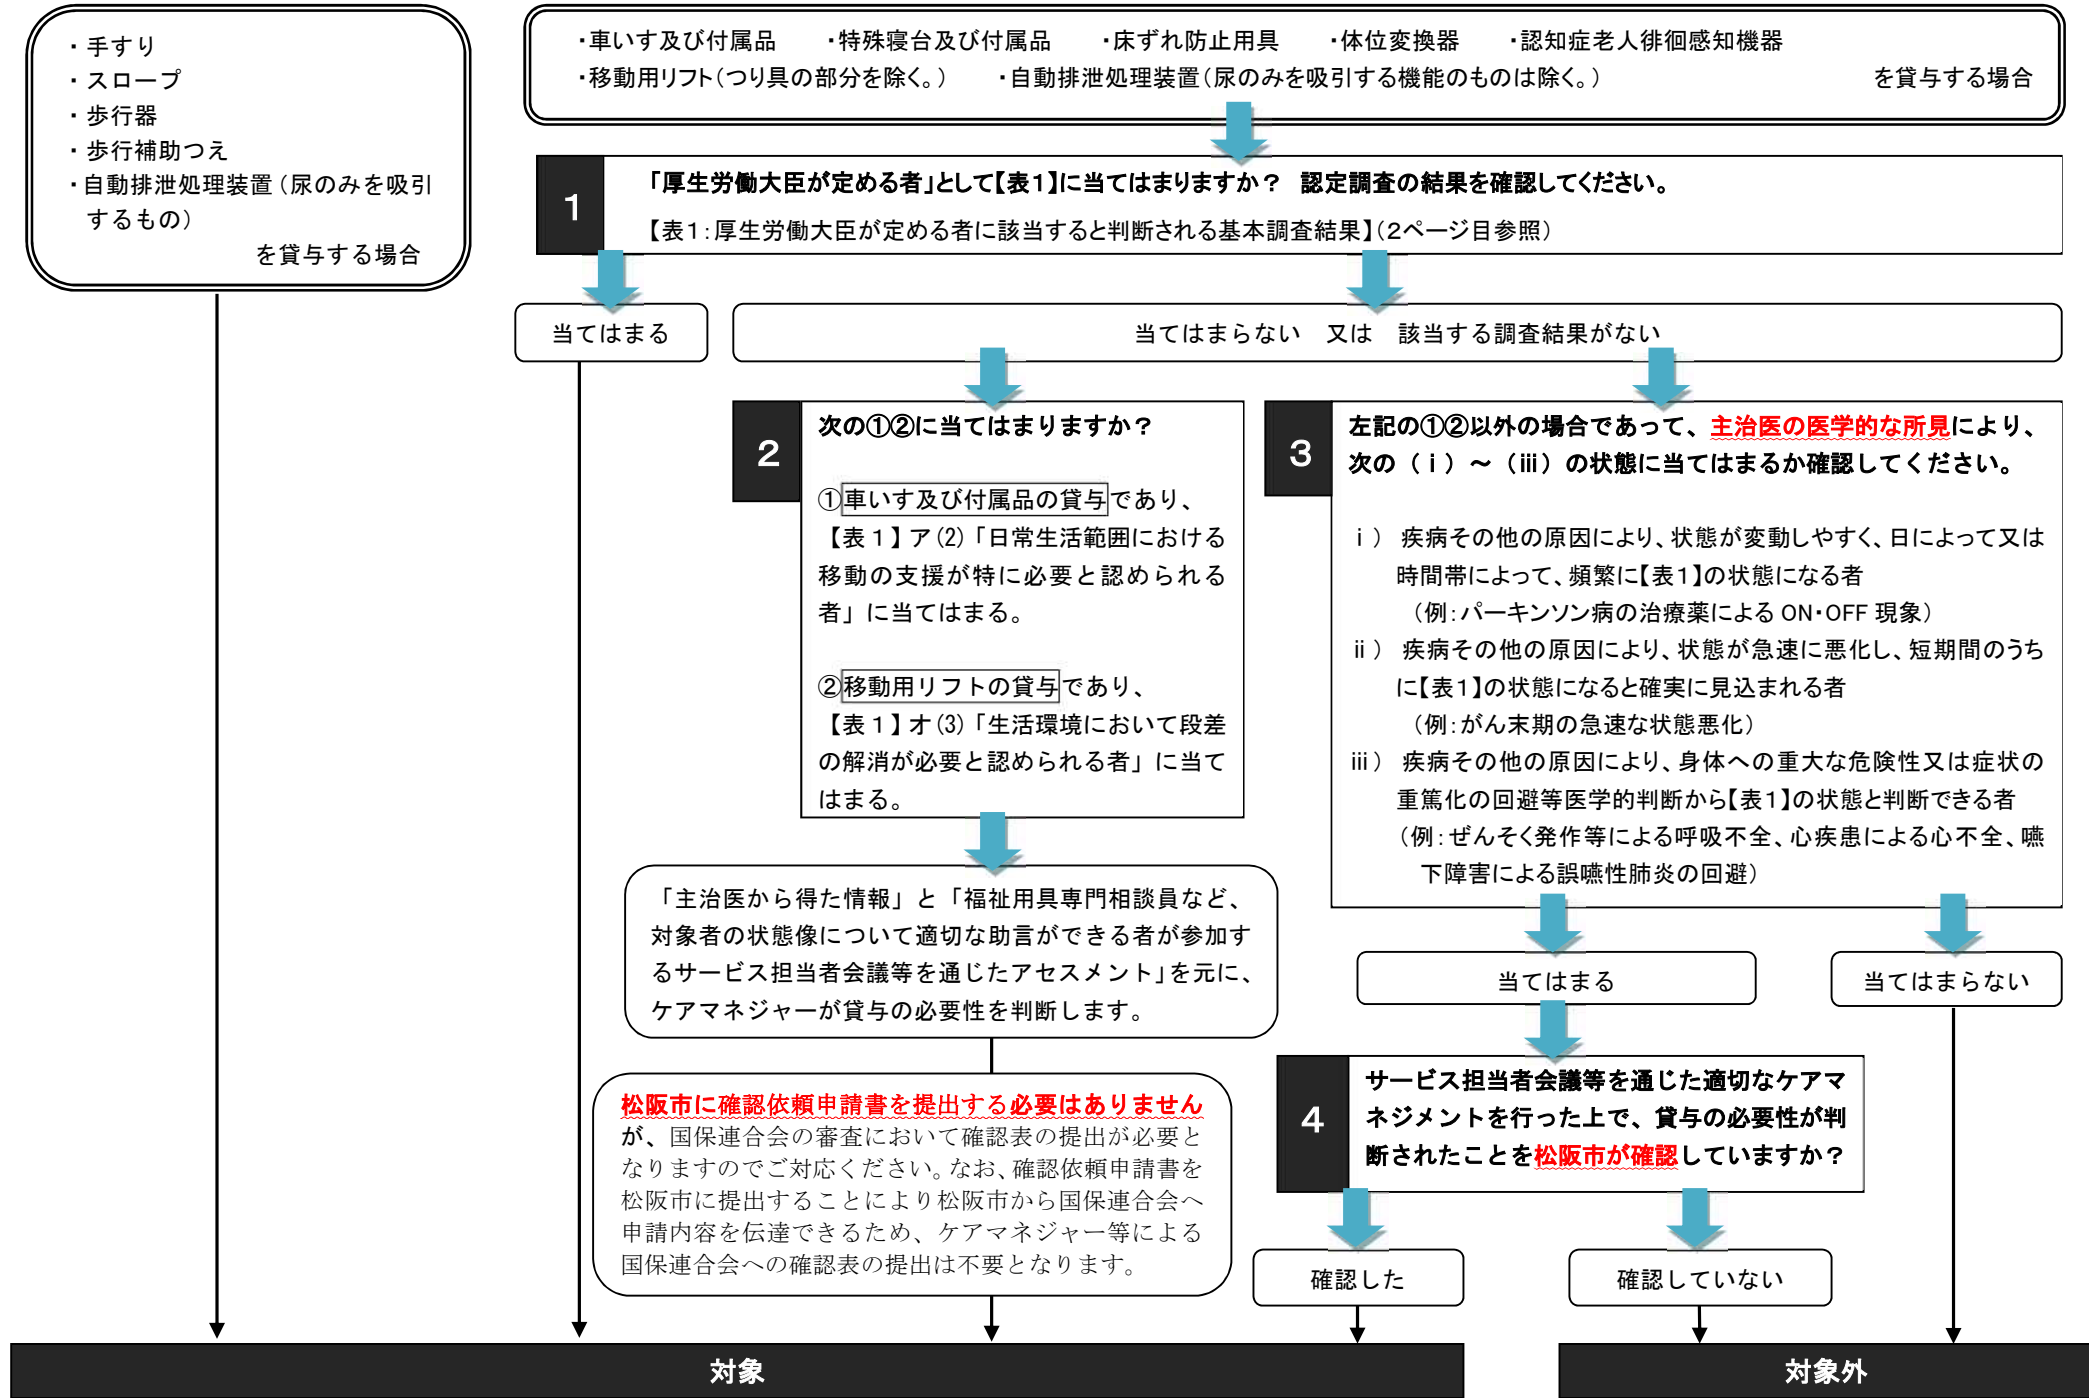 ・手すり
・スロープ
・歩行器
・歩行補助つえ
・自動排泄処理装置（尿のみを吸引
するもの）
を貸与する場合
・車いす及び付属品　・特殊寝台及び付属品　・床ずれ防止用具　・体位変換器　・認知症老人徘徊感知機器
・移動用リフト（つり具の部分を除く。）　・自動排泄処理装置（尿のみを吸引する機能のものは除く。）　を貸与する場合
1
「厚生労働大臣が定める者」として【表1】に当てはまりますか？　認定調査の結果を確認してください。
【表1：厚生労働大臣が定める者に該当すると判断される基本調査結果】（2ページ目参照）
当てはまる
当てはまらない　又は　該当する調査結果がない
2
次の①②に当てはまりますか？
①車いす及び付属品の貸与であり、
【表１】ア(2)「日常生活範囲における
移動の支援が特に必要と認められる
者」に当てはまる。
②移動用リフトの貸与であり、
【表１】オ(3)「生活環境において段差
の解消が必要と認められる者」に当て
はまる。
「主治医から得た情報」と「福祉用具専門相談員など、
対象者の状態像について適切な助言ができる者が参加す
るサービス担当者会議等を通じたアセスメント」を元に、
ケアマネジャーが貸与の必要性を判断します。
松阪市に確認依頼申請書を提出する必要はありません
が、国保連合会の審査において確認表の提出が必要と
なりますのでご対応ください。なお、確認依頼申請書を
松阪市に提出することにより松阪市から国保連合会へ
申請内容を伝達できるため、ケアマネジャー等による
国保連合会への確認表の提出は不要となります。
3
左記の①②以外の場合であって、主治医の医学的な所見により、
次の（ⅰ）～（ⅲ）の状態に当てはまるか確認してください。
ⅰ） 疾病その他の原因により、状態が変動しやすく、日によって又は
時間帯によって、頻繁に【表1】の状態になる者
（例：パーキンソン病の治療薬による ON・OFF 現象）
ⅱ） 疾病その他の原因により、状態が急速に悪化し、短期間のうち
に【表1】の状態になると確実に見込まれる者
（例：がん末期の急速な状態悪化）
ⅲ） 疾病その他の原因により、身体への重大な危険性又は症状の
重篤化の回避等医学的判断から【表1】の状態と判断できる者
（例：ぜんそく発作等による呼吸不全、心疾患による心不全、嚥
下障害による誤嚥性肺炎の回避）
当てはまる
当てはまらない
4
サービス担当者会議等を通じた適切なケアマ
ネジメントを行った上で、貸与の必要性が判
断されたことを松阪市が確認していますか？
確認した
確認していない
対象
対象外